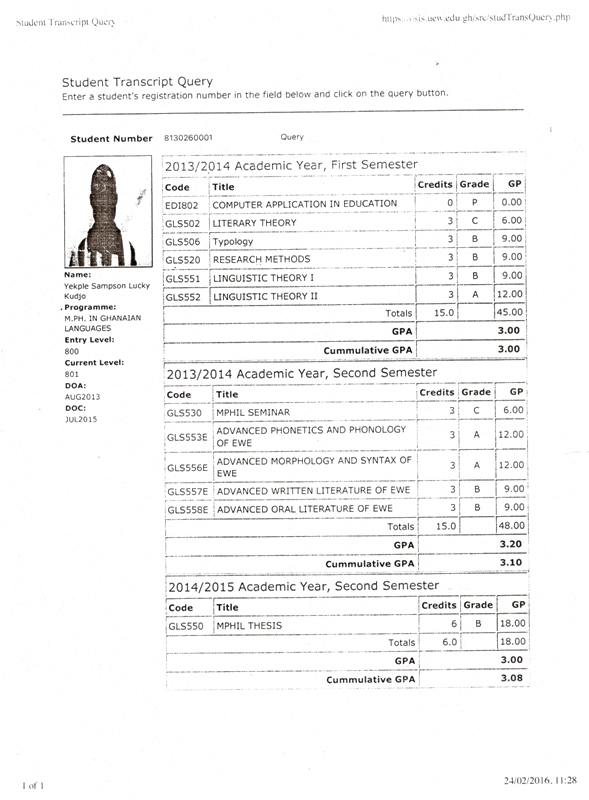 Student Transcript Query
https://vsis.uew.edu.gh/src/studTransQuery.php
Student Transcript Query
Enter a student's registration number in the field below and click on the query button.
Student Number 8130260001 Query
Name:
Yekple Sampson Lucky
Kudjo
Programme:
M.PH. IN GHANAIAN
LANGUAGES
Entry Level:
800
Current Level:
801
DOA:
AUG2013
DOC:
JUL2015
2013/2014 Academic Year, First Semester
Code Title Credits Grade GP
EDI802 COMPUTER APPLICATION IN EDUCATION 0 P 0.00
GLS502 LITERARY THEORY 3 C 6.00
GLS506 Typology 3 B 9.00
GLS520 RESEARCH METHODS 3 B 9.00
GLS551 LINGUISTIC THEORY I 3 B 9.00
GLS552 LINGUISTIC THEORY II 3 A 12.00
Totals 15.0 45.00
GPA 3.00
Cummulative GPA 3.00
2013/2014 Academic Year, Second Semester
Code Title Credits Grade GP
GLS530 MPHIL SEMINAR 3 C 6.00
GLS553E ADVANCED PHONETICS AND PHONOLOGY
OF EWE 3 A 12.00
GLS556E ADVANCED MORPHOLOGY AND SYNTAX OF
EWE 3 A 12.00
GLS557E ADVANCED WRITTEN LITERATURE OF EWE 3 B 9.00
GLS558E ADVANCED ORAL LITERATURE OF EWE 3 B 9.00
Totals 15.0 48.00
GPA 3.20
Cummulative GPA 3.10
2014/2015 Academic Year, Second Semester
Code Title Credits Grade GP
GLS550 MPHIL THESIS 6 B 18.00
Totals 6.0 18.00
GPA 3.00
Cummulative GPA 3.08
1 of 1
24/02/2016, 11:28